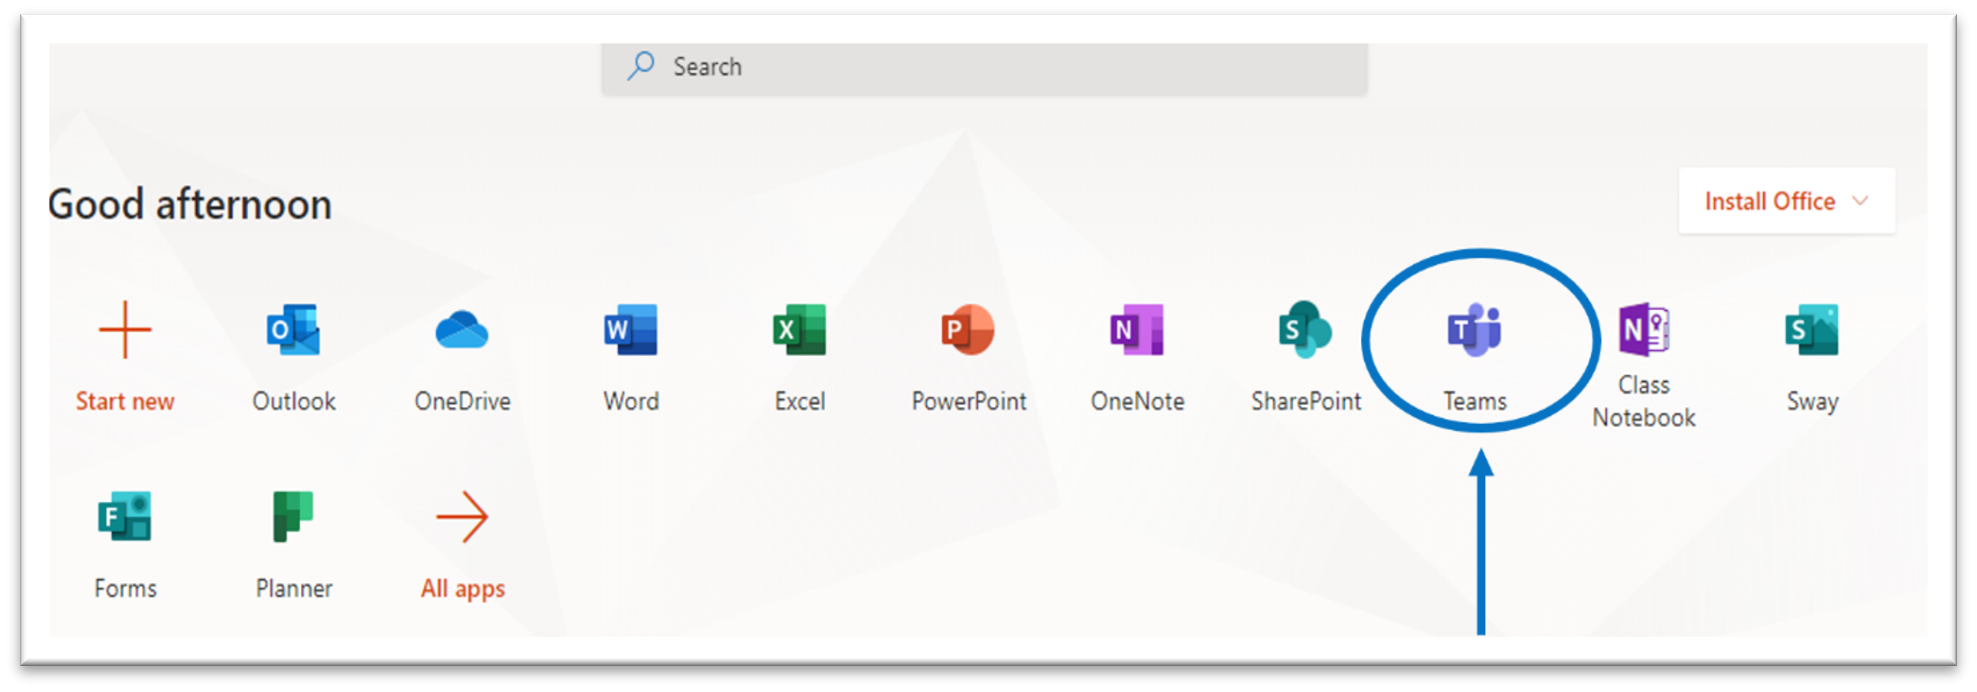 Search
Good afternoon
Install Office
O
W
X
P
N
S
T
N
S
Start new
Outlook
OneDrive
Word
Excel
PowerPoint
OneNote
SharePoint
Teams
Class
Notebook
Sway
F
Forms
Planner
All apps